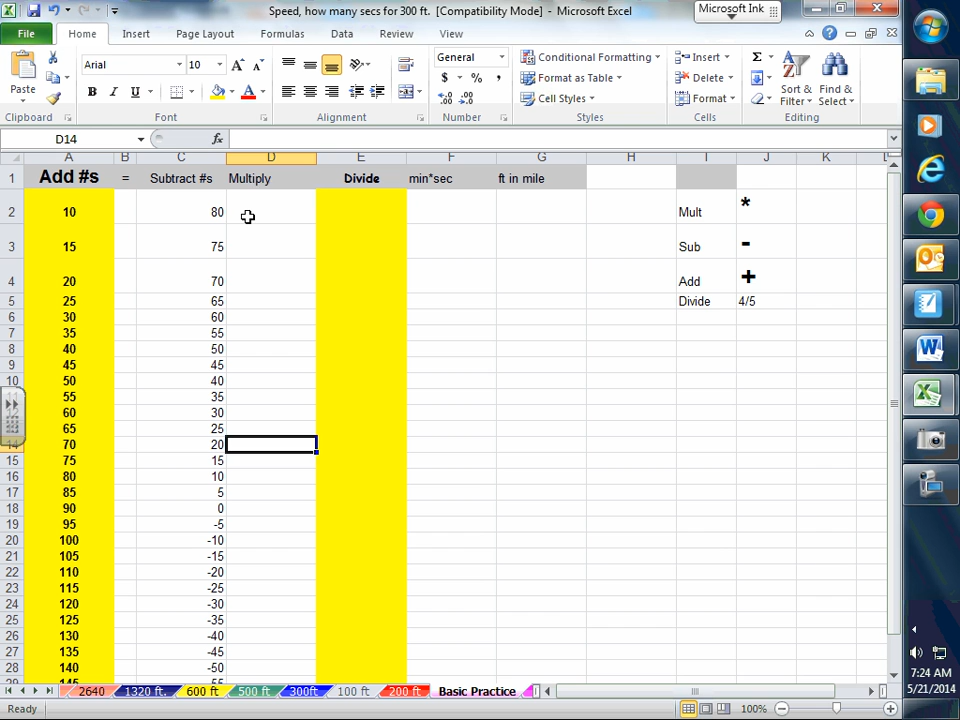 Speed, how many secs for 300 ft. [Compatibility Mode] - Microsoft Excel
Microsoft Ink
File Home Insert Page Layout Formulas Data Review View
Paste
Clipboard
Arial 10
B I U A
Font
Alignment
General
$ % ,
Number
Conditional Formatting
Format as Table
Cell Styles
Styles
Insert
Delete
Format
Cells
Σ
Sort & Filter
Find & Select
Editing
D14 fx
A B C D E F G H I J K L
1 Add #s = Subtract #s Multiply Divide min*sec ft in mile
2 10 80 Mult *
3 15 75 Sub -
4 20 70 Add +
5 25 65 Divide 4/5
6 30 60
7 35 55
8 40 50
9 45 45
10 50 40
55 35
60 30
65 25
14 70 20
15 75 15
16 80 10
17 85 5
18 90 0
19 95 -5
20 100 -10
21 105 -15
22 110 -20
23 115 -25
24 120 -30
25 125 -35
26 130 -40
27 135 -45
28 140 -50
29 145 -55
2640 1320 ft. 600 ft 500 ft 300ft 100 ft 200 ft Basic Practice
Ready 100%
7:24 AM
5/21/2014